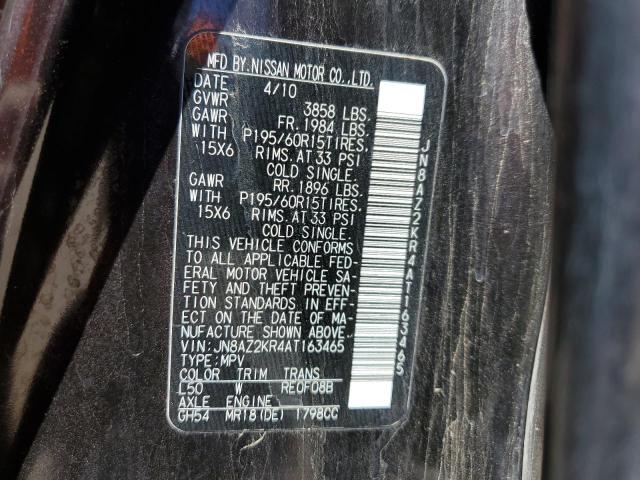 MFD BY NISSAN MOTOR CO., LTD.
DATE 4/10
GVWR 3858 LBS.
GAWR FR. 1984 LBS.
WITH P195/60R15TIRES,
15X6 RIMS. AT 33 PSI
COLD SINGLE.
GAWR RR. 1896 LBS.
WITH P195/60R15TIRES,
15X6 RIMS. AT 33 PSI
COLD SINGLE.
THIS VEHICLE CONFORMS
TO ALL APPLICABLE FED-
ERAL MOTOR VEHICLE SA-
FETY AND THEFT PREVEN-
TION STANDARDS IN EFF-
ECT ON THE DATE OF MA-
NUFACTURE SHOWN ABOVE.
VIN: JN8AZ2KR4AT163465
TYPE: MPV
COLOR TRIM TRANS
L50 W RE0F08B
AXLE ENGINE
GH54 MR18(DE) 1798CC
JN8AZ2KR4AT163465